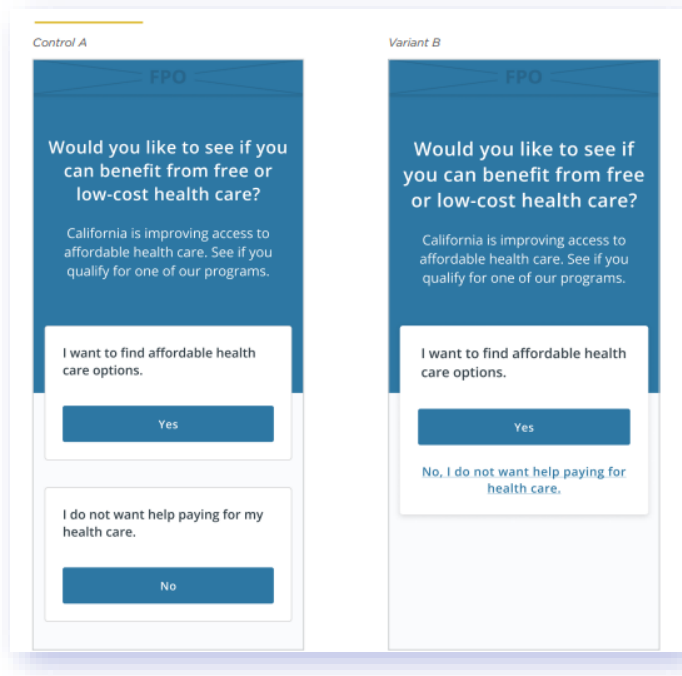 Control A
FPO
Would you like to see if you
can benefit from free or
low-cost health care?
California is improving access to
affordable health care. See if you
qualify for one of our programs.
I want to find affordable health
care options.
Yes
I do not want help paying for my
health care.
No
Variant B
FPO
Would you like to see if
you can benefit from free
or low-cost health care?
California is improving access to
affordable health care. See if you
qualify for one of our programs.
I want to find affordable health
care options.
Yes
No, I do not want help paying for
health care.